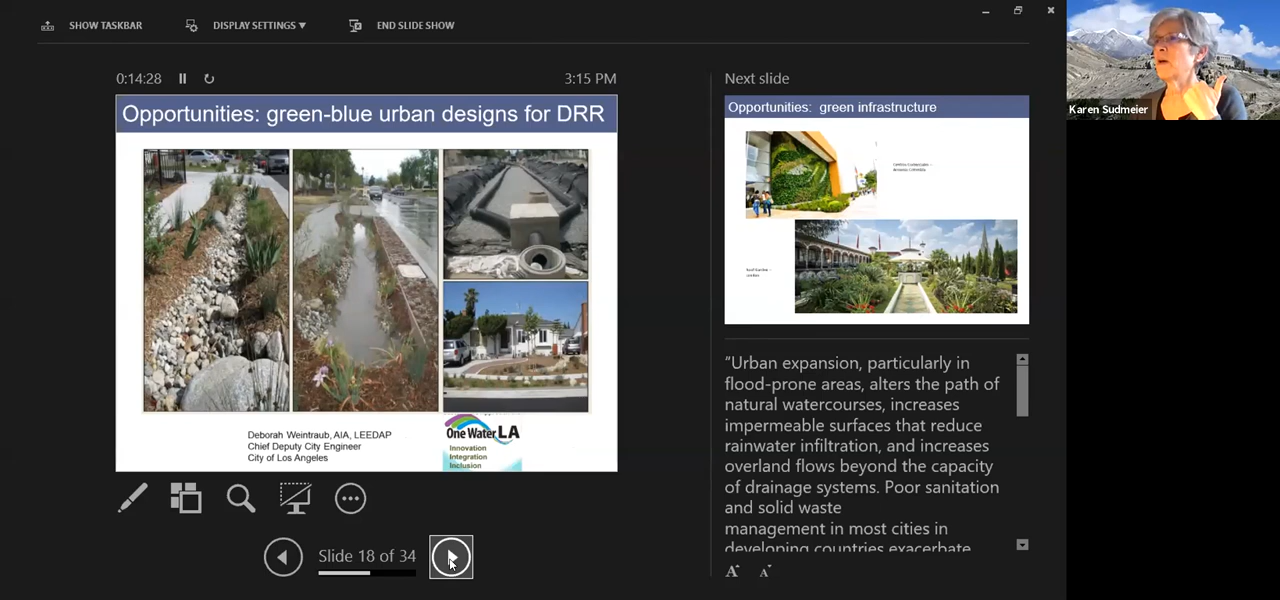 SHOW TASKBAR
DISPLAY SETTINGS ▼
END SLIDE SHOW
0:14:28
3:15 PM
Opportunities: green-blue urban designs for DRR
Deborah Weintraub, AIA, LEEDAP
Chief Deputy City Engineer
City of Los Angeles
One Water LA
Innovation
Integration
Inclusion
Slide 18 of 34
Next slide
Opportunities: green infrastructure
"Urban expansion, particularly in
flood-prone areas, alters the path of
natural watercourses, increases
impermeable surfaces that reduce
rainwater infiltration, and increases
overland flows beyond the capacity
of drainage systems. Poor sanitation
and solid waste
management in most cities in
developing countries exacerbate
A
A
Karen Sudmeier